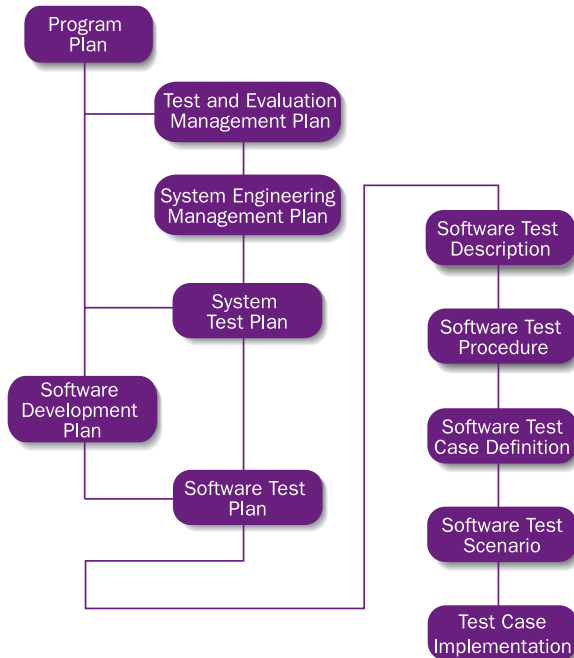 Program
Plan
Test and Evaluation
Management Plan
System Engineering
Management Plan
System
Test Plan
Software
Development
Plan
Software Test
Plan
Software Test
Description
Software Test
Procedure
Software Test
Case Definition
Software Test
Scenario
Test Case
Implementation